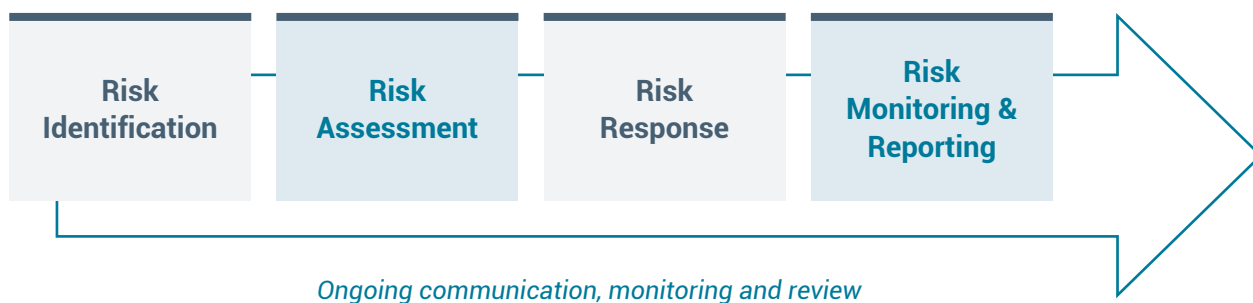 Risk
Identification
Risk
Assessment
Risk
Response
Risk
Monitoring &
Reporting
Ongoing communication, monitoring and review